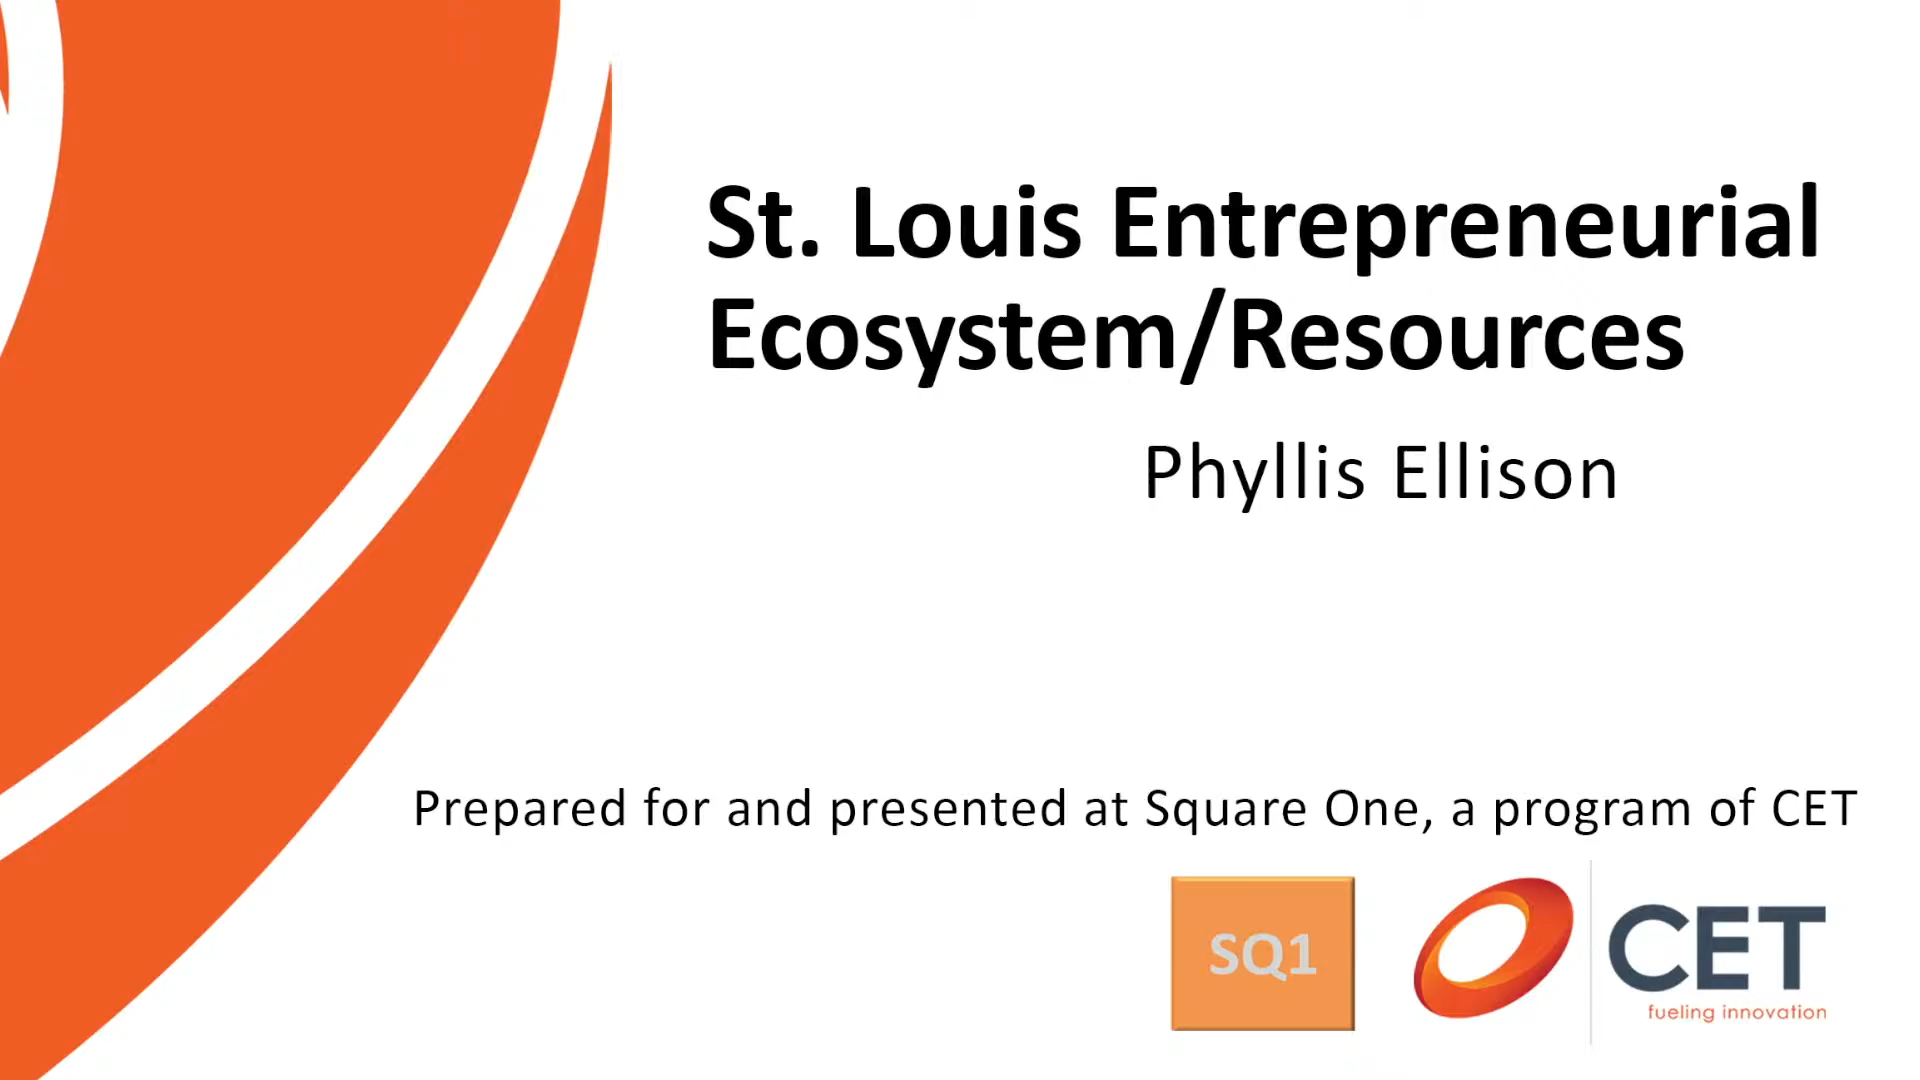 St. Louis Entrepreneurial
Ecosystem/Resources
Phyllis Ellison
Prepared for and presented at Square One, a program of CET
SQ1
CET
fueling innovation